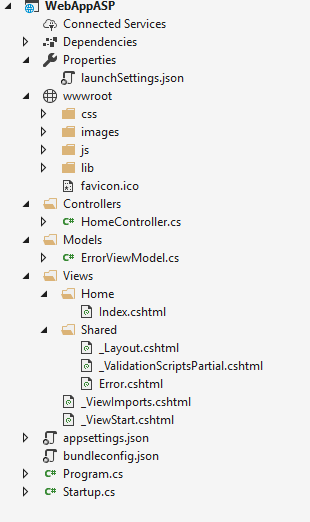 WebAppASP
Connected Services
Dependencies
Properties
launchSettings.json
wwwroot
css
images
js
lib
favicon.ico
Controllers
C# HomeController.cs
Models
C# ErrorViewModel.cs
Views
Home
Index.cshtml
Shared
_Layout.cshtml
_ValidationScriptsPartial.cshtml
Error.cshtml
_ViewImports.cshtml
_ViewStart.cshtml
appsettings.json
bundleconfig.json
C# Program.cs
C# Startup.cs